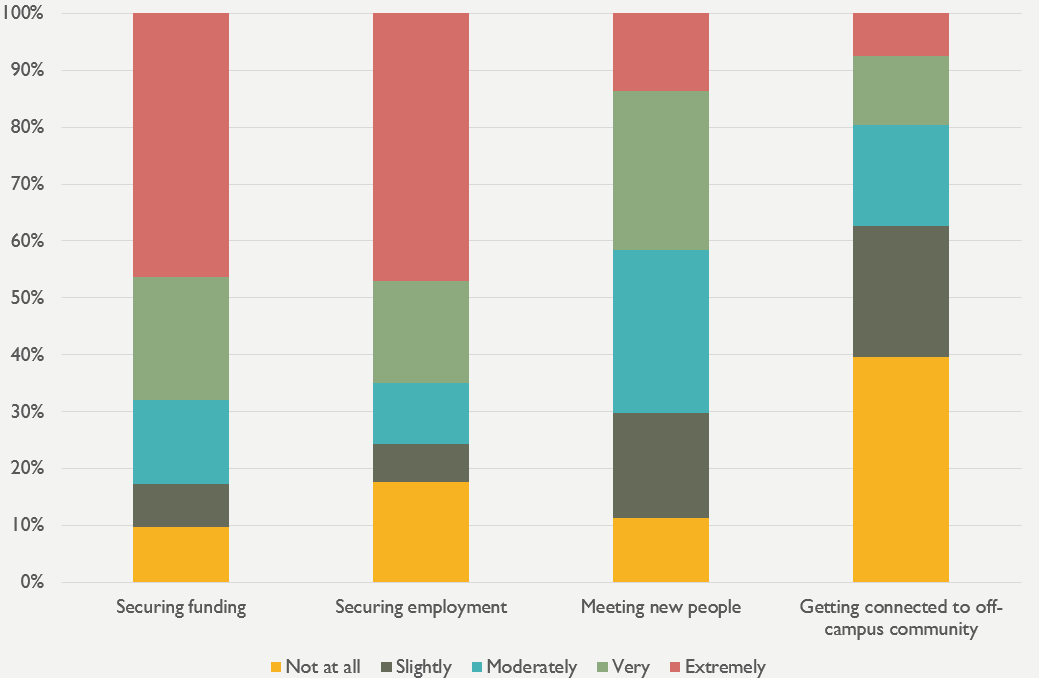 100%
90%
80%
70%
60%
50%
40%
30%
20%
10%
0%
Securing funding
Securing employment
Meeting new people
Getting connected to off-
campus community
Not at all Slightly Moderately Very Extremely